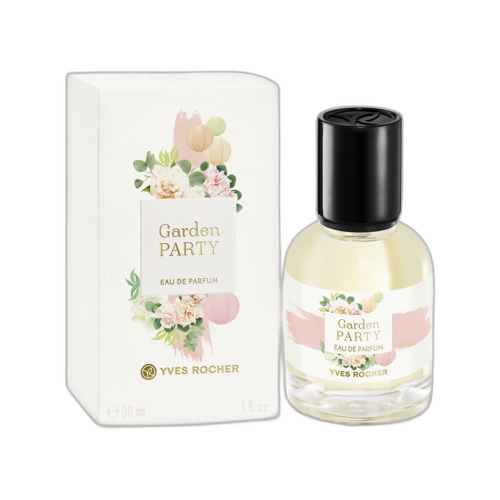 Garden
PARTY
EAU DE PARFUM
YVES ROCHER
℮ 30 ml 1 fl. oz.
Garden
PARTY
EAU DE PARFUM
YVES ROCHER